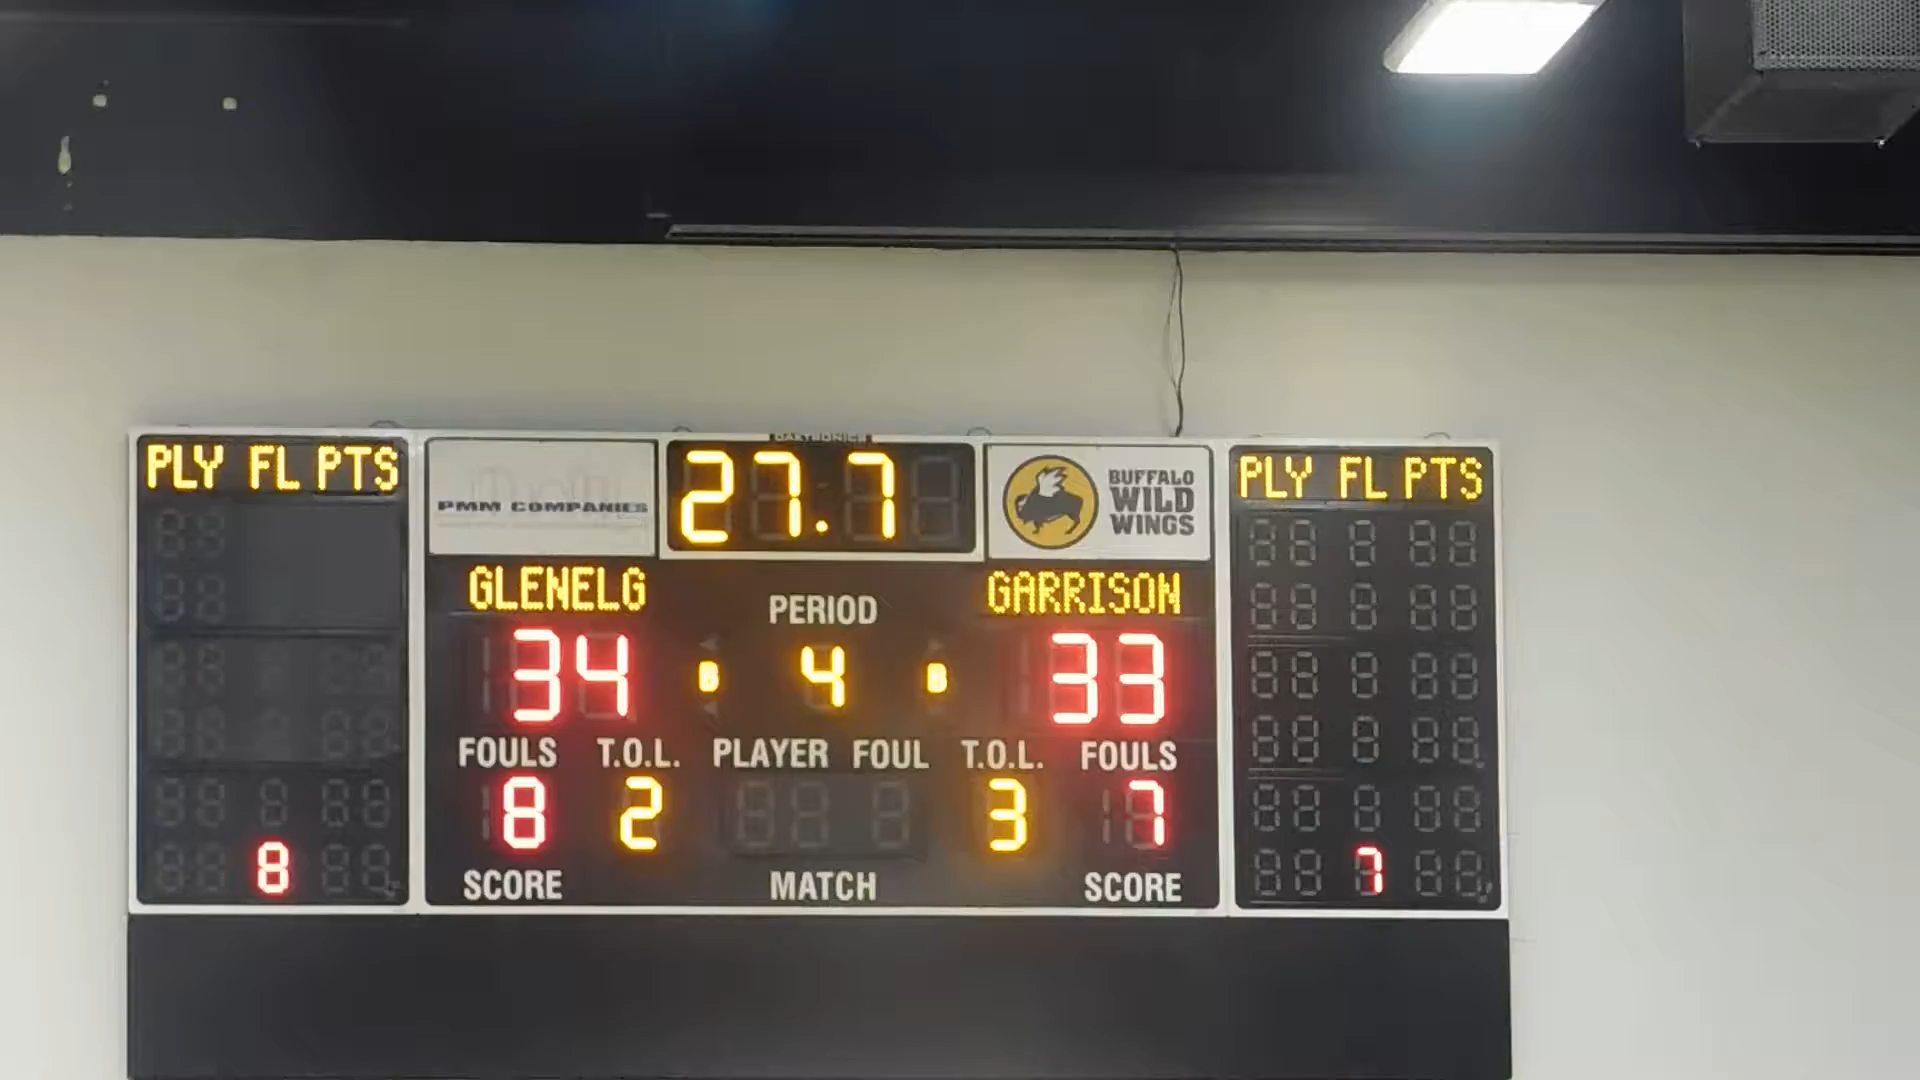 DAKTRONICS
PLY FL PTS
PMM COMPANIES
27.7
BUFFALO
WILD
WINGS
PLY FL PTS
GLENELG
PERIOD
GARRISON
34 B 4 B 33
FOULS T.O.L. PLAYER FOUL T.O.L. FOULS
8 2 3 7
8
7
SCORE MATCH SCORE